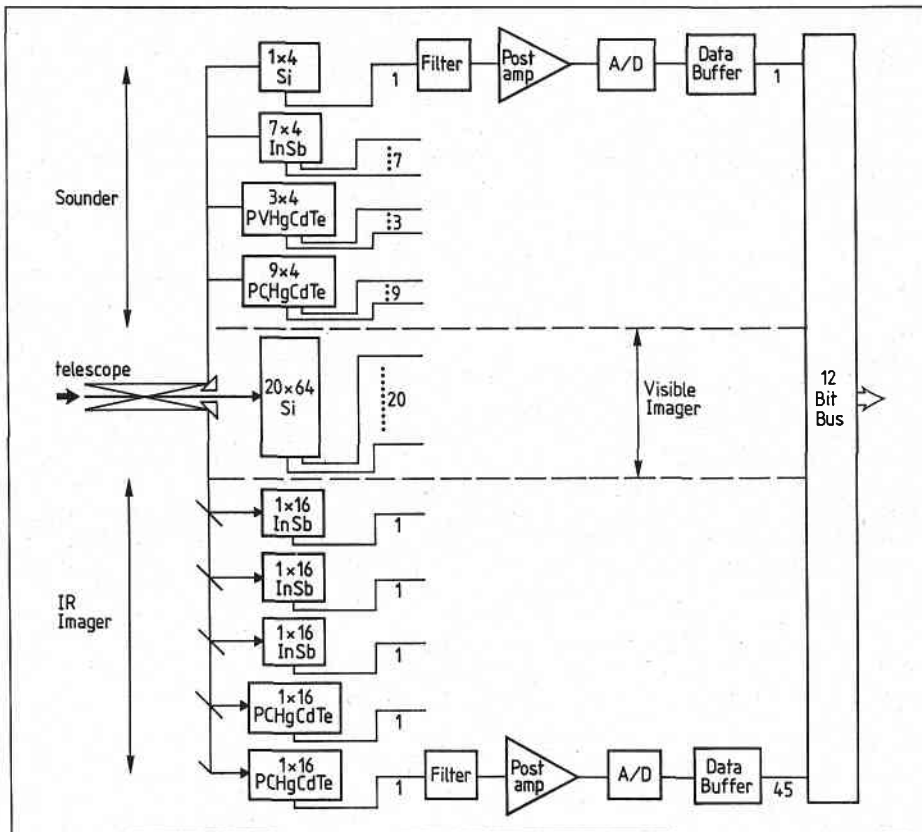 1×4
Si
1
Filter
Post
amp
A/D
Data
Buffer
1
7×4
InSb
7
Sounder
3×4
PVHgCdTe
3
9×4
PCHgCdTe
9
telescope
20×64
Si
20
Visible
Imager
12
Bit
Bus
1×16
InSb
1
1×16
InSb
1
IR
Imager
1×16
InSb
1
1×16
PCHgCdTe
1
1×16
PCHgCdTe
1
Filter
Post
amp
A/D
Data
Buffer
45